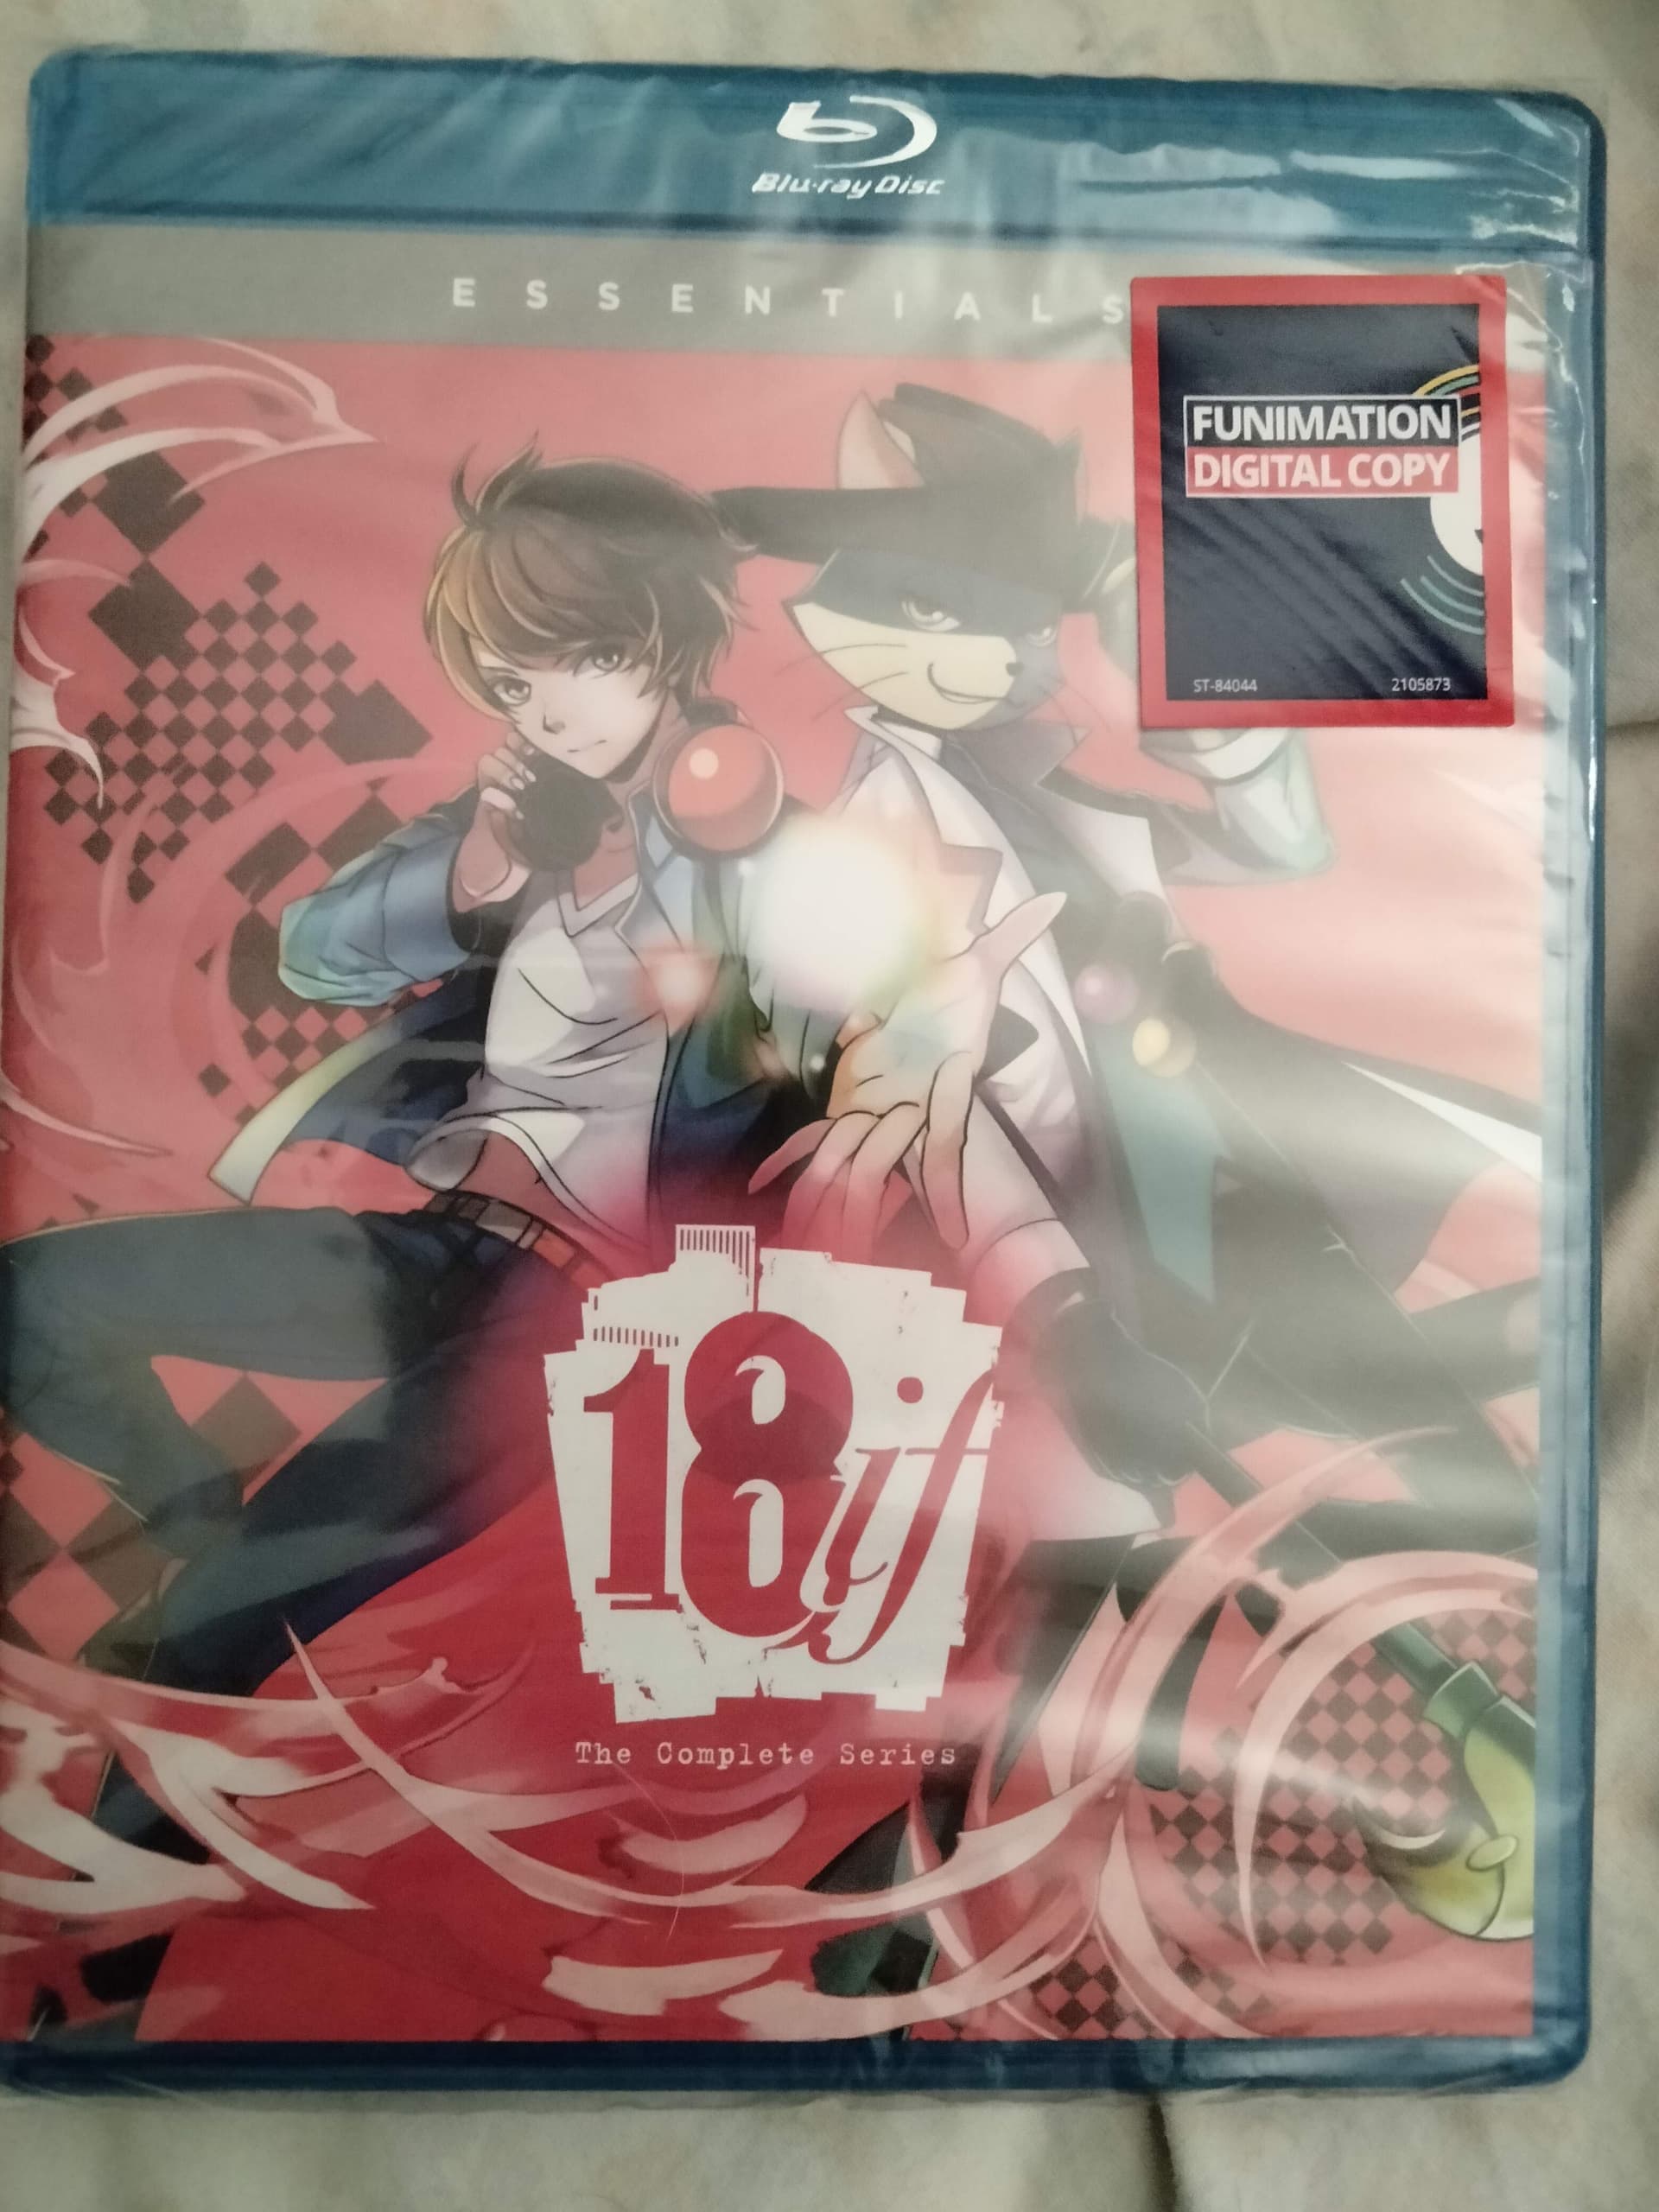 Blu-ray Disc
ESSENTIALS
FUNIMATION
DIGITAL COPY
ST-84044 2105873
18if
The Complete Series